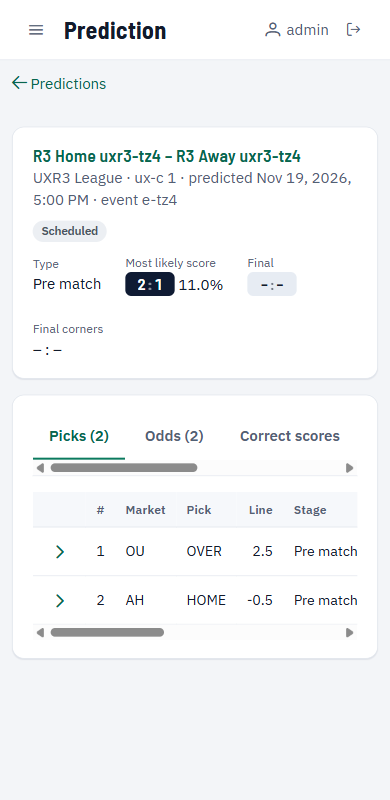 Prediction
admin
Predictions
R3 Home uxr3-tz4 – R3 Away uxr3-tz4
UXR3 League · ux-c 1 · predicted Nov 19, 2026,
5:00 PM · event e-tz4
Scheduled
Type Most likely score Final
Pre match 2:1 11.0% –:–
Final corners
–:–
Picks (2) Odds (2) Correct scores
# Market Pick Line Stage
1 OU OVER 2.5 Pre match
2 AH HOME -0.5 Pre match